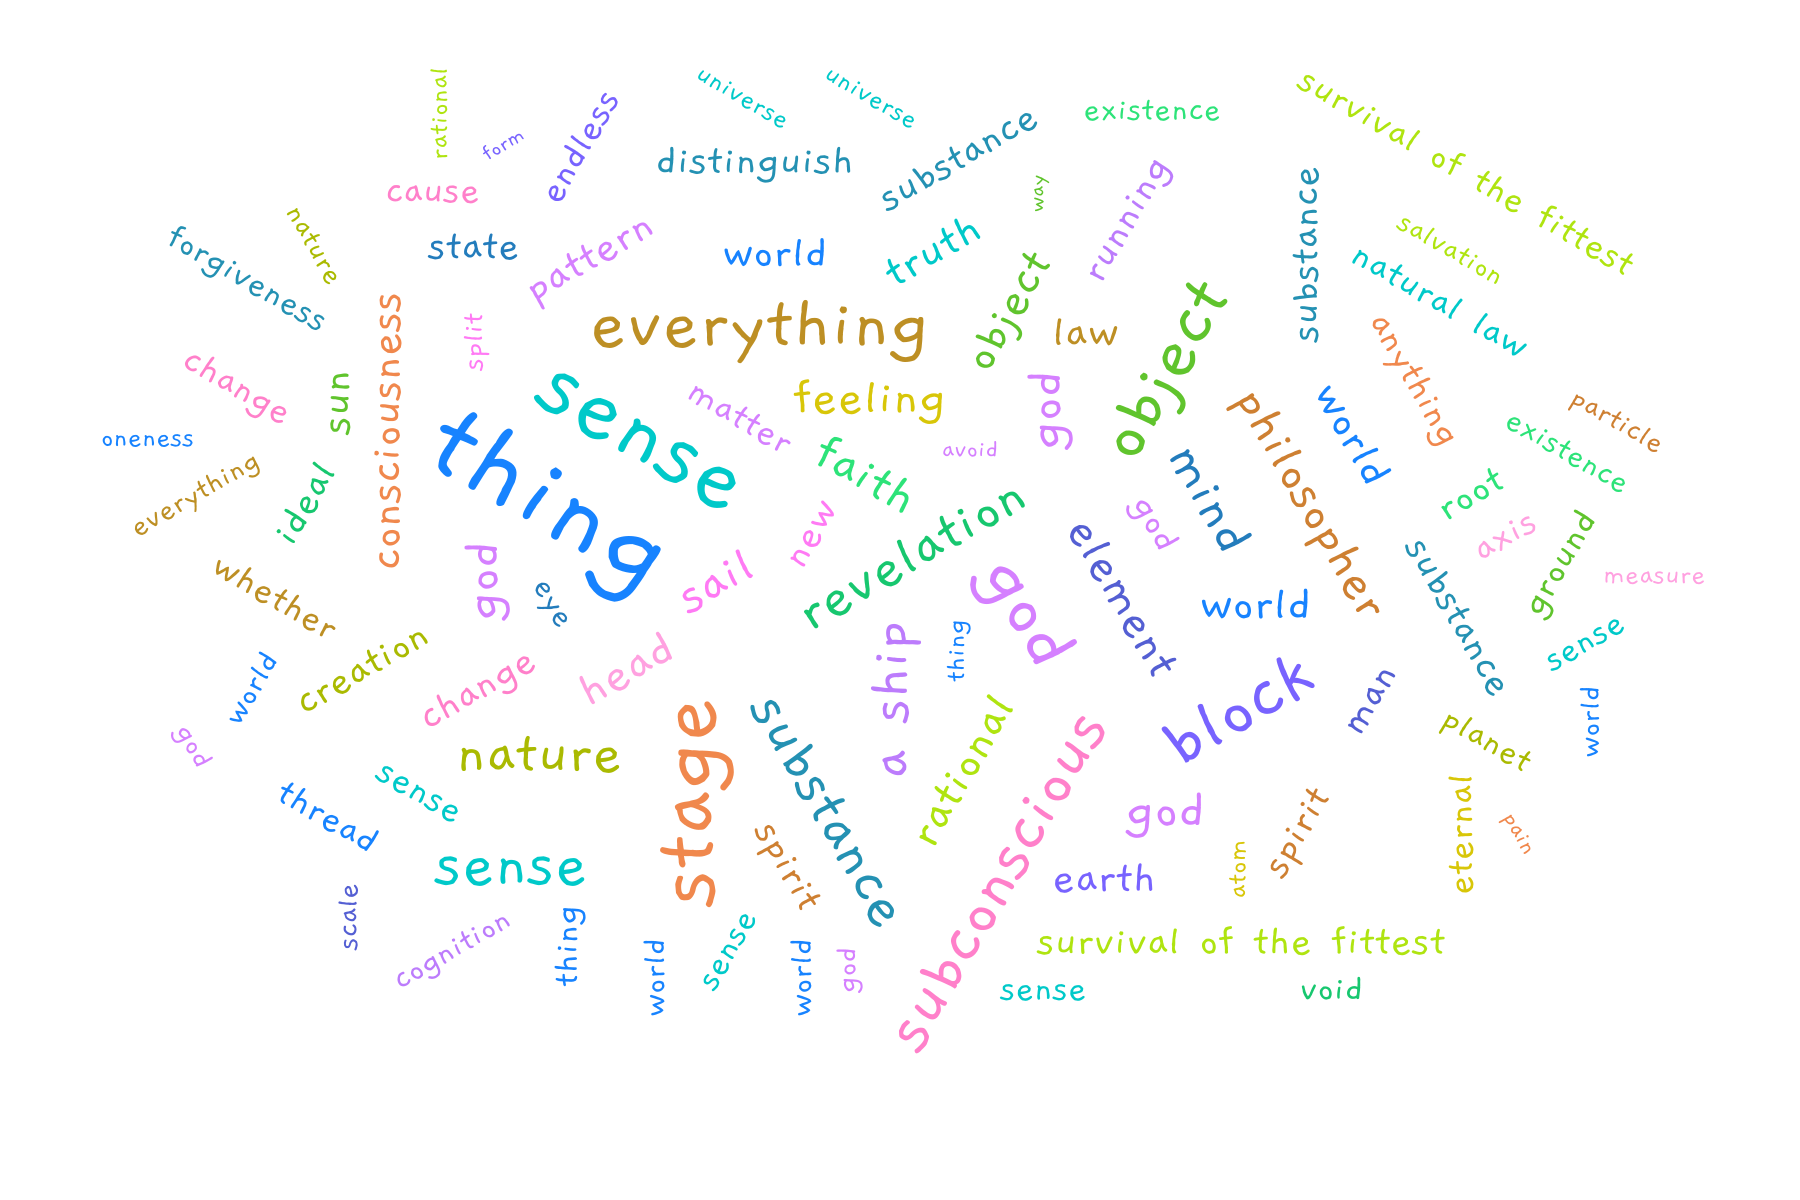 rational
form
endless
universe
universe
existence
survival of the fittest
cause
distinguish
substance
way
running
substance
salvation
nature
forgiveness
state
pattern
world
truth
object
natural law
consciousness
split
everything
law
object
anything
change
sun
sense
matter
feeling
god
philosopher
world
particle
oneness
everything
ideal
thing
faith
avoid
mind
existence
root
axis
whether
god
eye
sail
new
revelation
god
god
element
world
substance
ground
measure
world
creation
change
head
a ship
thing
block
man
sense
world
god
thread
sense
nature
stage
substance
rational
subconscious
god
spirit
planet
eternal
pain
scale
sense
spirit
earth
atom
cognition
thing
world
sense
world
god
survival of the fittest
sense
void